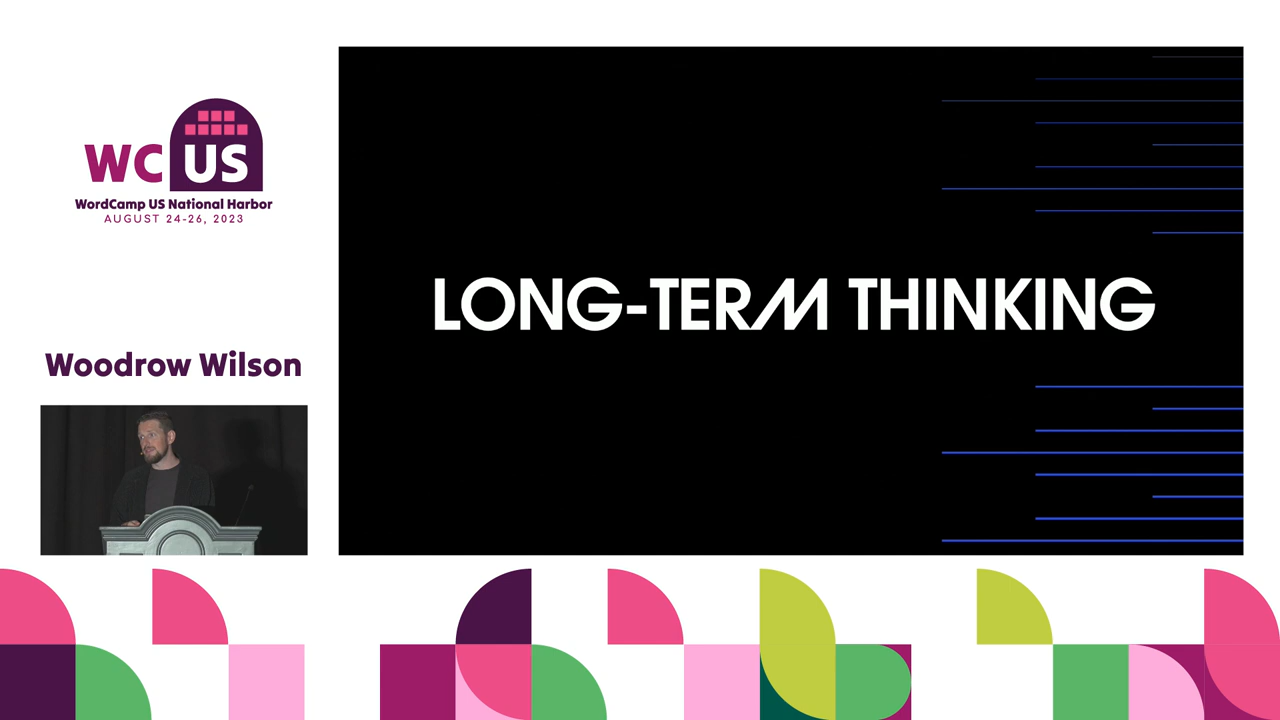 WC US
WordCamp US National Harbor
AUGUST 24-26, 2023
Woodrow Wilson
LONG-TERM THINKING